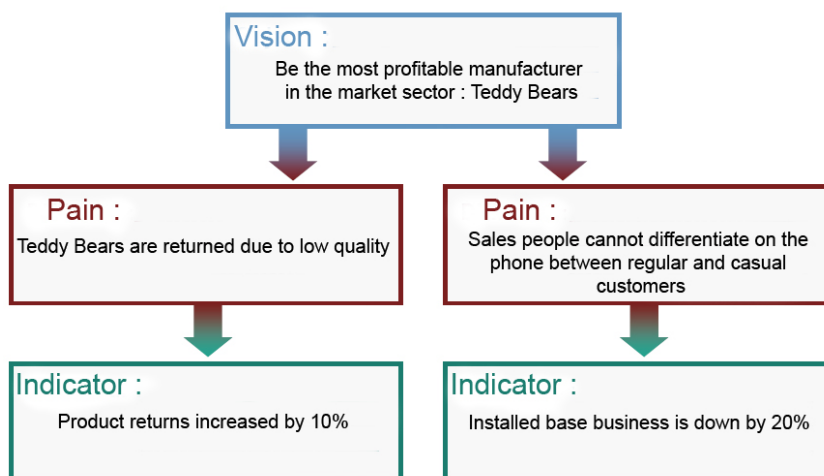 Vision :
Be the most profitable manufacturer
in the market sector : Teddy Bears
Pain :
Teddy Bears are returned due to low quality
Pain :
Sales people cannot differentiate on the
phone between regular and casual
customers
Indicator :
Product returns increased by 10%
Indicator :
Installed base business is down by 20%